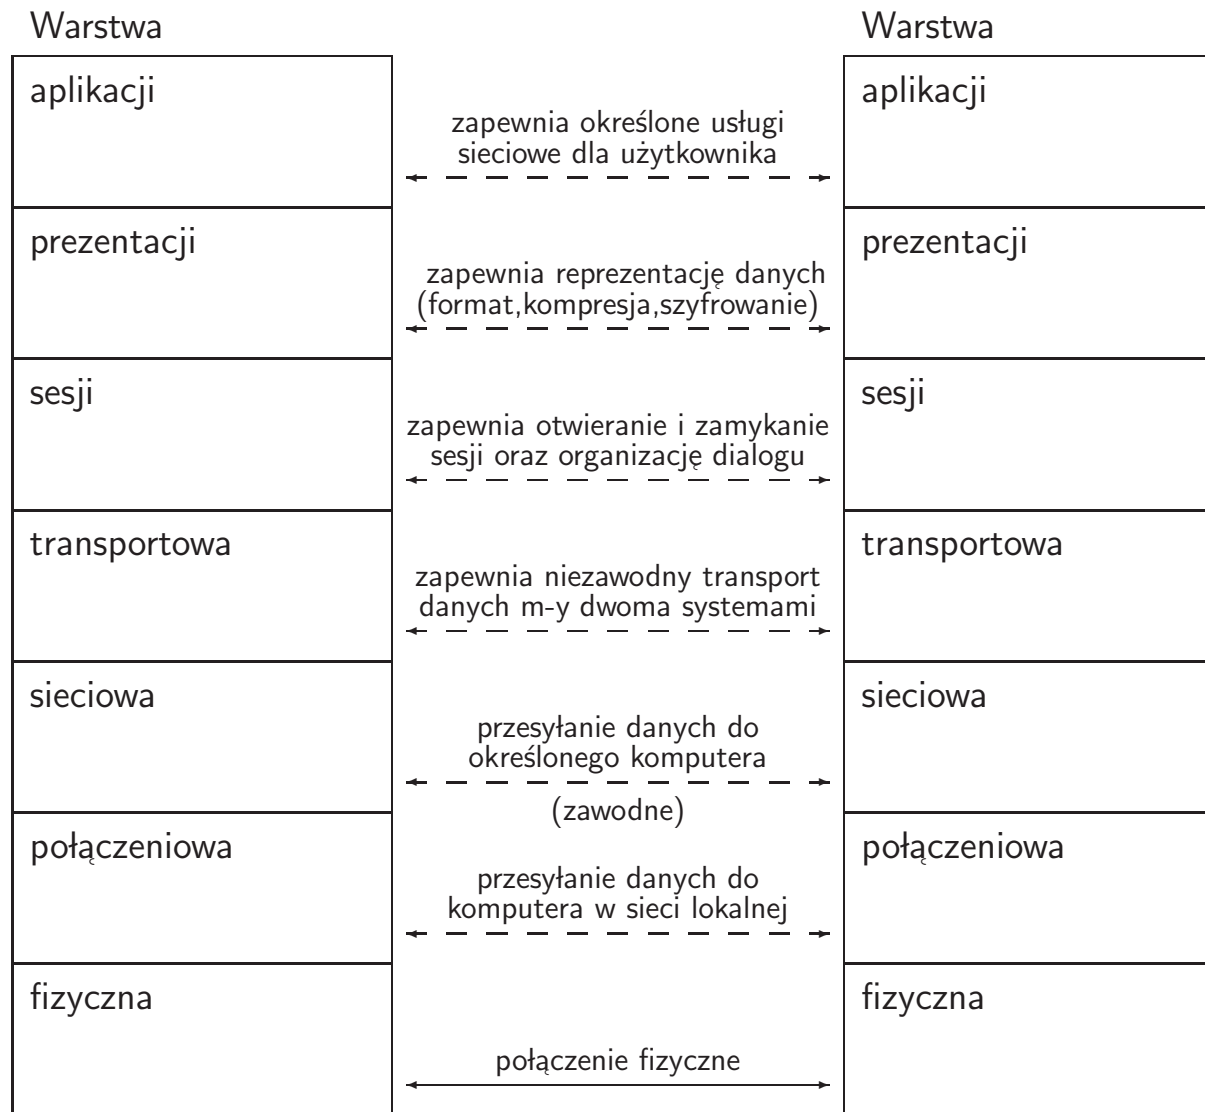 Warstwa
Warstwa
aplikacji
aplikacji
zapewnia określone usługi
sieciowe dla użytkownika
prezentacji
prezentacji
zapewnia reprezentację danych
(format,kompresja,szyfrowanie)
sesji
sesji
zapewnia otwieranie i zamykanie
sesji oraz organizację dialogu
transportowa
transportowa
zapewnia niezawodny transport
danych m-y dwoma systemami
sieciowa
sieciowa
przesyłanie danych do
określonego komputera
(zawodne)
połączeniowa
połączeniowa
przesyłanie danych do
komputera w sieci lokalnej
fizyczna
fizyczna
połączenie fizyczne